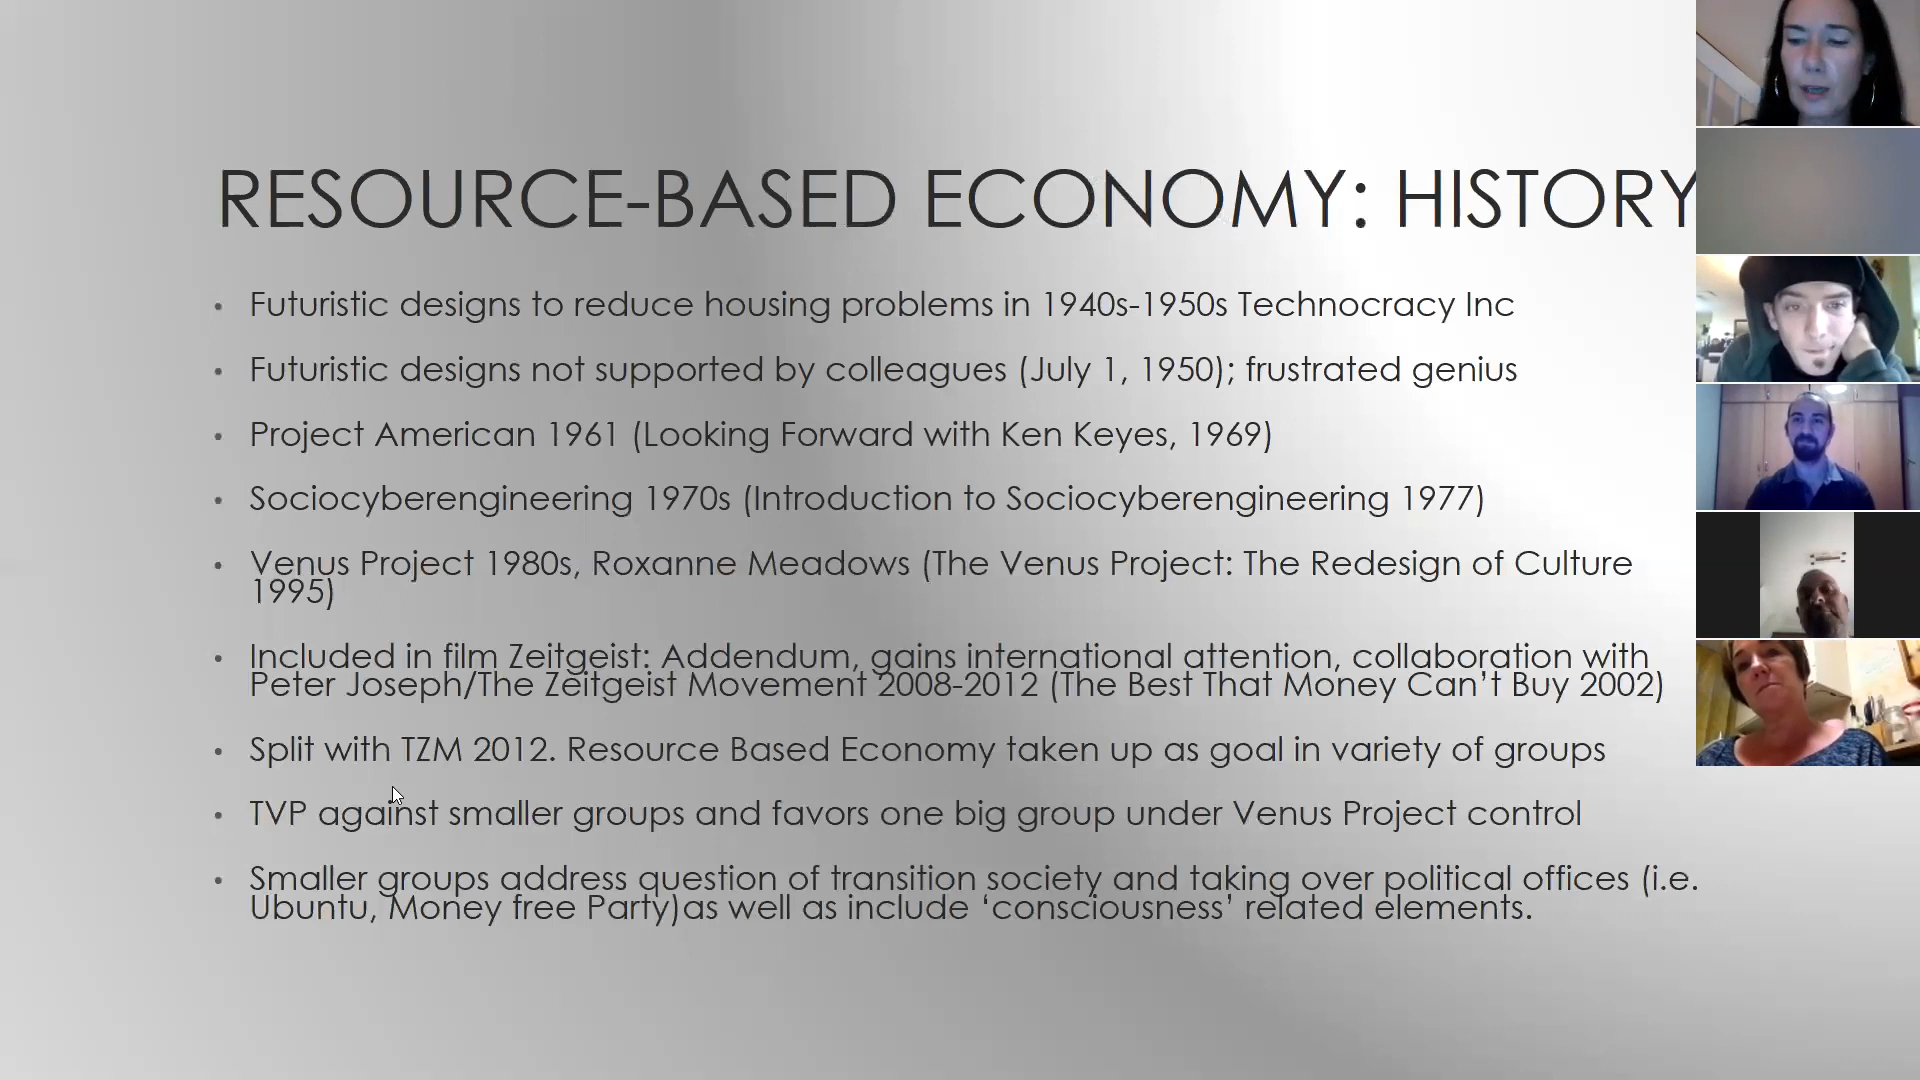 RESOURCE-BASED ECONOMY: HISTORY
• Futuristic designs to reduce housing problems in 1940s-1950s Technocracy Inc
• Futuristic designs not supported by colleagues (July 1, 1950); frustrated genius
• Project American 1961 (Looking Forward with Ken Keyes, 1969)
• Sociocyberengineering 1970s (Introduction to Sociocyberengineering 1977)
• Venus Project 1980s, Roxanne Meadows (The Venus Project: The Redesign of Culture
1995)
• Included in film Zeitgeist: Addendum, gains international attention, collaboration with
Peter Joseph/The Zeitgeist Movement 2008-2012 (The Best That Money Can’t Buy 2002)
• Split with TZM 2012. Resource Based Economy taken up as goal in variety of groups
• TVP against smaller groups and favors one big group under Venus Project control
• Smaller groups address question of transition society and taking over political offices (i.e.
Ubuntu, Money free Party)as well as include ‘consciousness’ related elements.